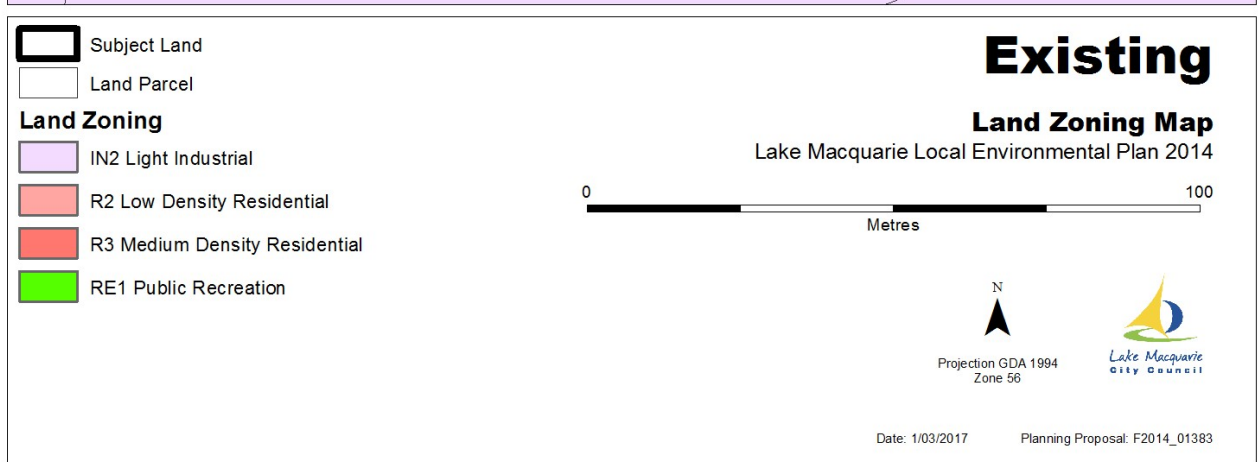 Subject Land
Land Parcel
Land Zoning
IN2 Light Industrial
R2 Low Density Residential
R3 Medium Density Residential
RE1 Public Recreation
Existing
Land Zoning Map
Lake Macquarie Local Environmental Plan 2014
0 100
Metres
N
Projection GDA 1994
Zone 56
Lake Macquarie
City Council
Date: 1/03/2017 Planning Proposal: F2014_01383